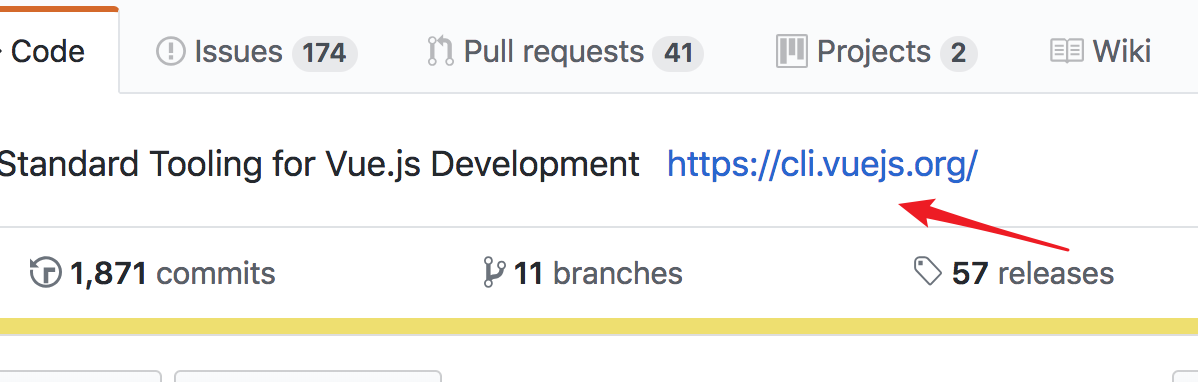 Code Issues 174 Pull requests 41 Projects 2 Wiki
Standard Tooling for Vue.js Development https://cli.vuejs.org/
1,871 commits 11 branches 57 releases